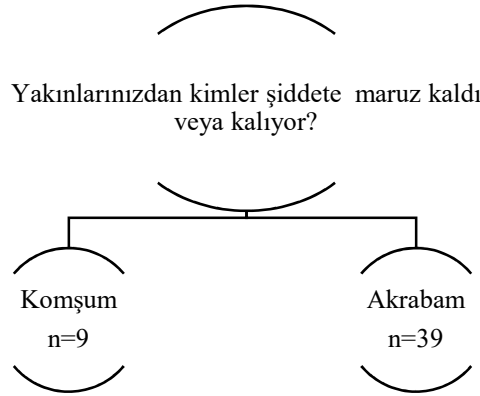 Yakınlarınızdan kimler şiddete maruz kaldı
veya kalıyor?
Komşum
n=9
Akrabam
n=39